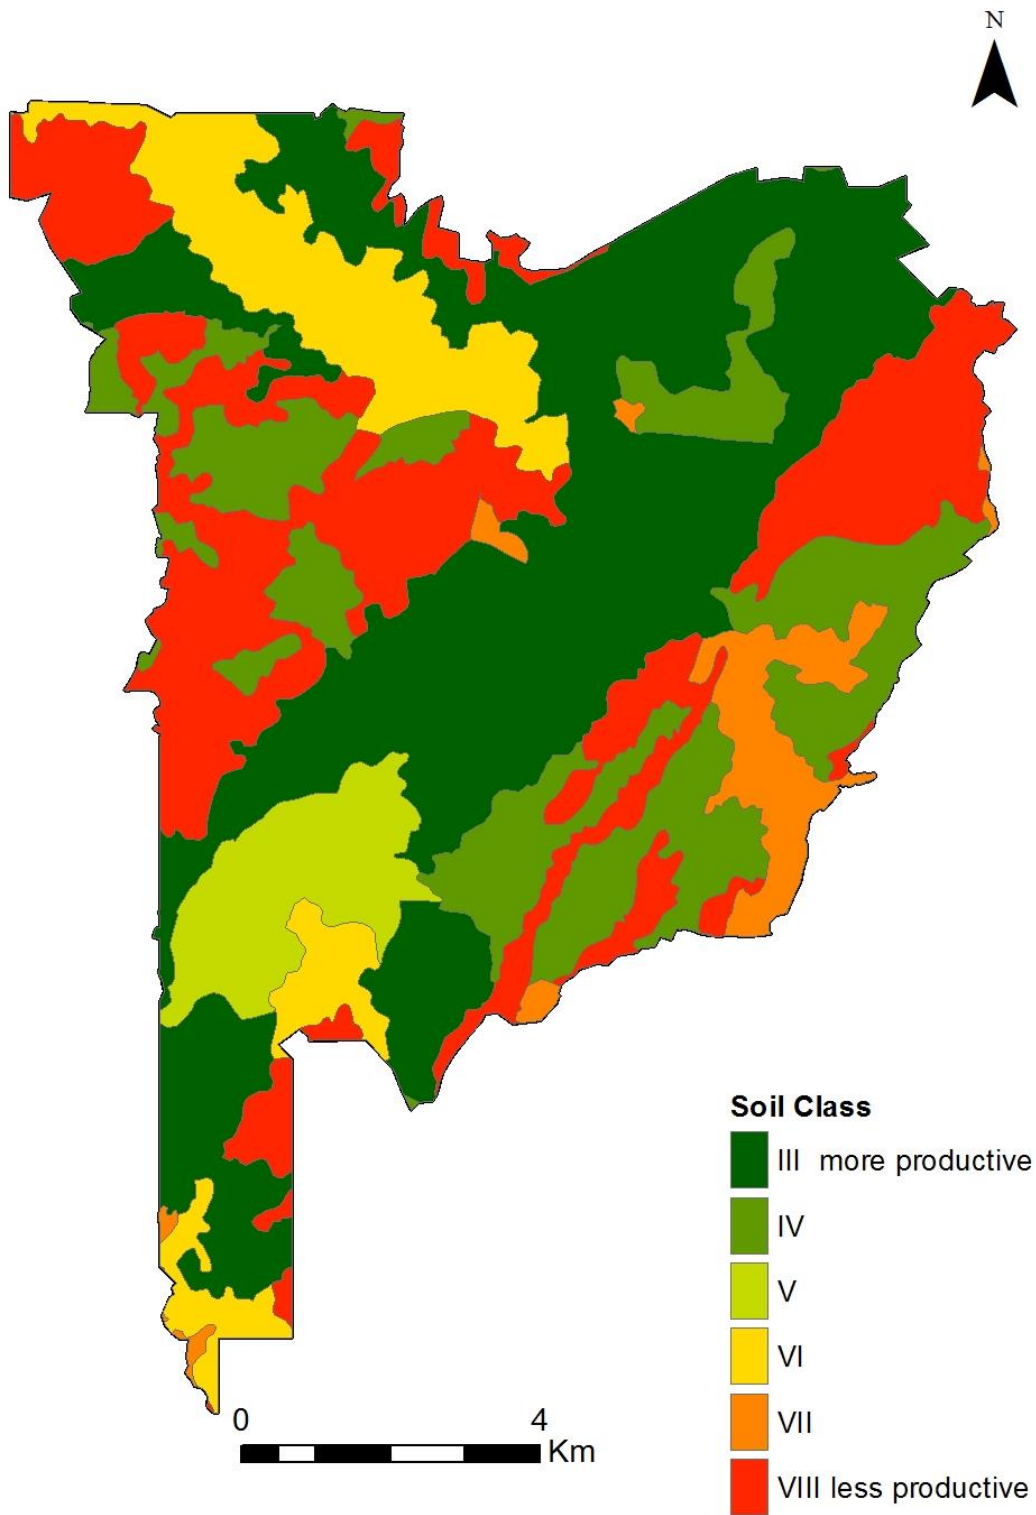 N
Soil Class
III more productive
IV
V
VI
VII
VIII less productive
0 4
Km